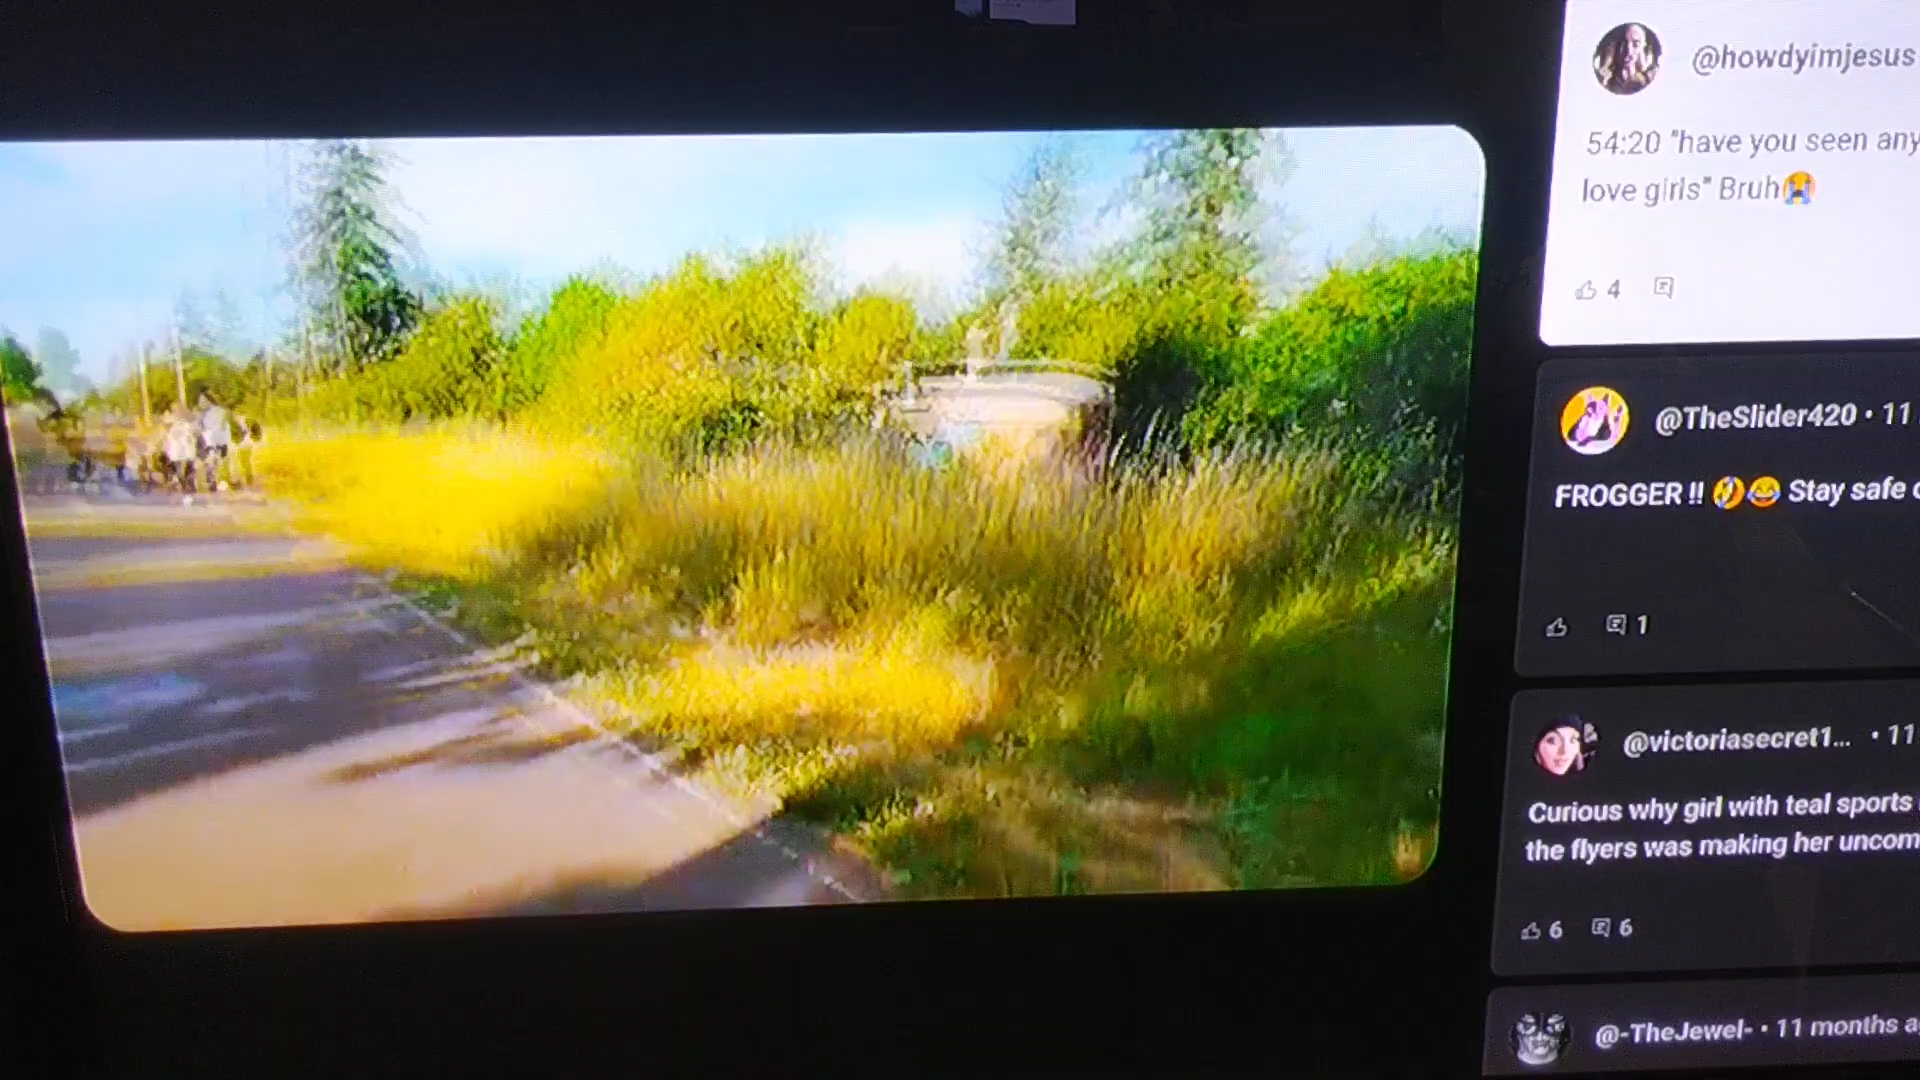 @howdyimjesus
54:20 "have you seen any
love girls" Bruh😭
4
@TheSlider420 • 11
FROGGER !! 🤣😂 Stay safe
1
@victoriasecret1... • 11
Curious why girl with teal sports
the flyers was making her uncom
6 6
@-TheJewel- • 11 months a